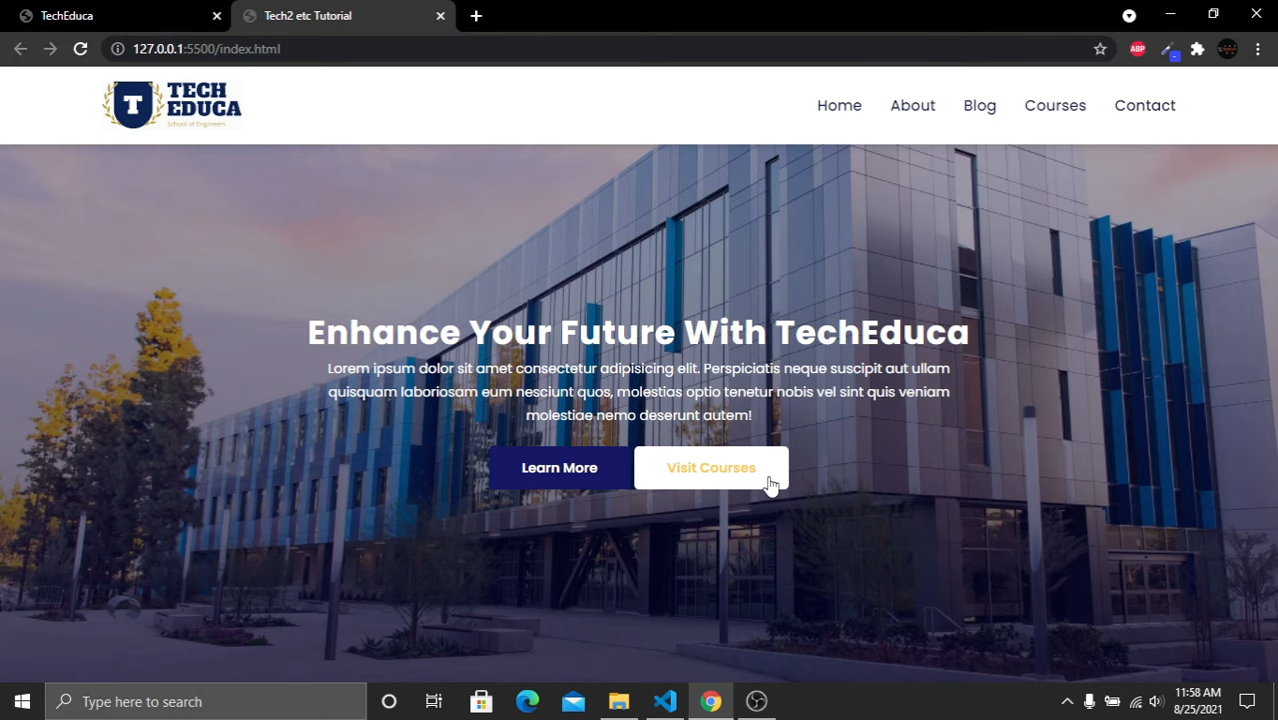 TechEduca
Tech2 etc Tutorial
127.0.0.1:5500/index.html
ABP
T
TECH
EDUCA
School of Engineers
Home
About
Blog
Courses
Contact
Enhance Your Future With TechEduca
Lorem ipsum dolor sit amet consectetur adipisicing elit. Perspiciatis neque suscipit aut ullam
quisquam laboriosam eum nesciunt quos, molestias optio tenetur nobis vel sint quis veniam
molestiae nemo deserunt autem!
Learn More
Visit Courses
Type here to search
11:58 AM
8/25/2021